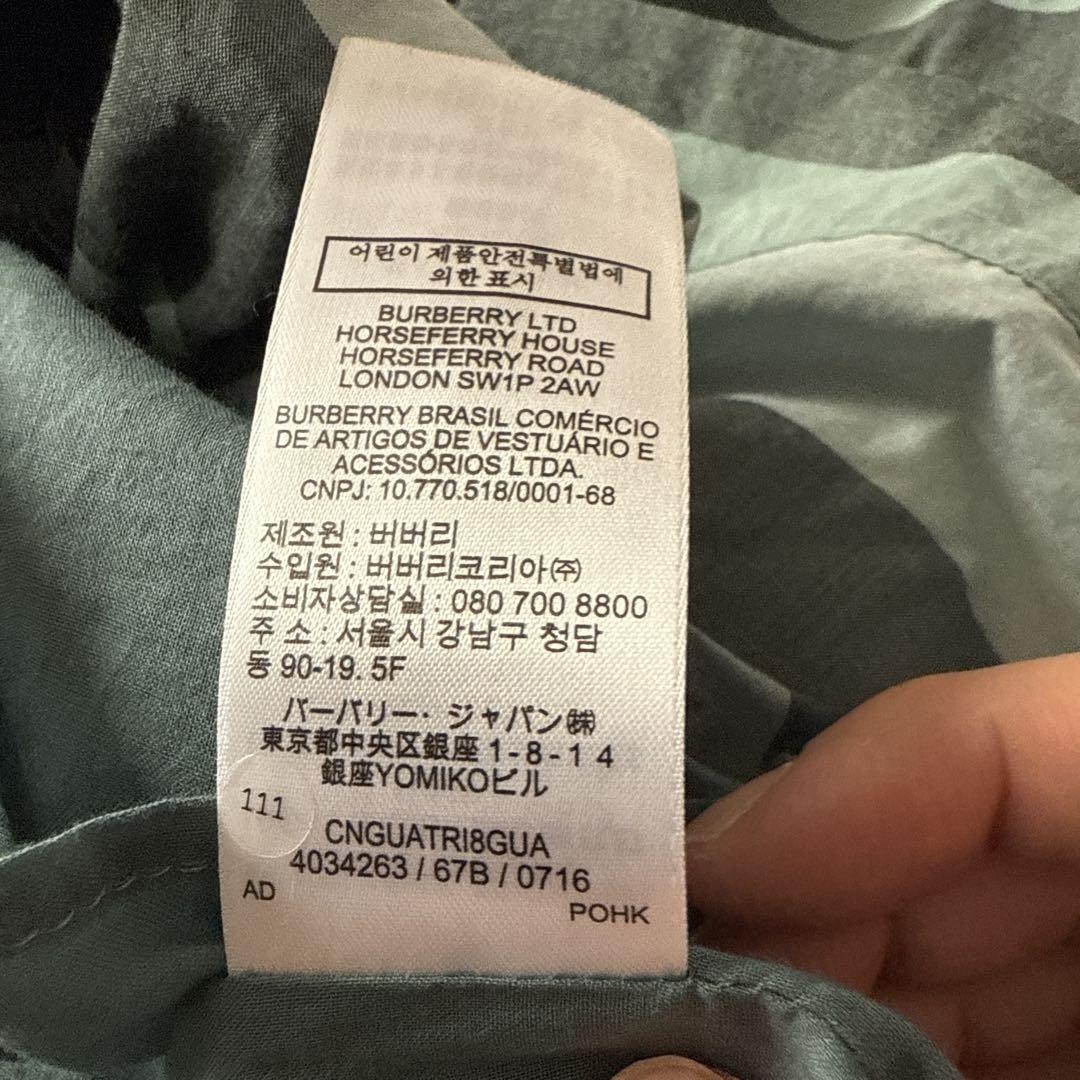 어린이 제품안전특별법에
의한 표시
BURBERRY LTD
HORSEFERRY HOUSE
HORSEFERRY ROAD
LONDON SW1P 2AW
BURBERRY BRASIL COMÉRCIO
DE ARTIGOS DE VESTUÁRIO E
ACESSÓRIOS LTDA.
CNPJ: 10.770.518/0001-68
제조원 : 버버리
수입원 : 버버리코리아㈜
소비자상담실 : 080 700 8800
주 소 : 서울시 강남구 청담
동 90-19. 5F
バーバリー・ジャパン㈱
東京都中央区銀座 1-8-1 4
銀座YOMIKOビル
111
CNGUATRI8GUA
4034263 / 67B / 0716
AD
POHK